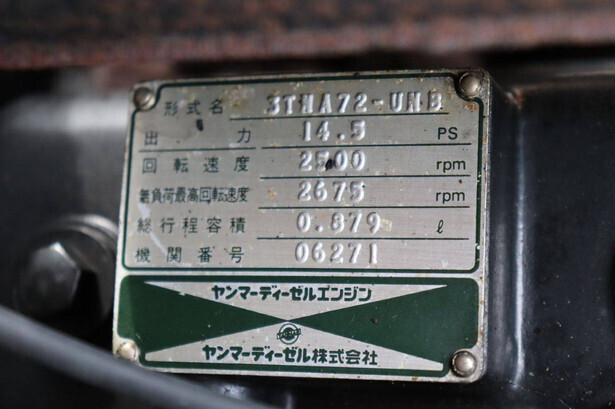 形式名 3TNA72-UNB
出力 14.5 PS
回転速度 2500 rpm
無負荷最高回転速度 2675 rpm
総行程容積 0.879 ℓ
機関番号 06271
ヤンマーディーゼルエンジン
ヤンマーディーゼル株式会社